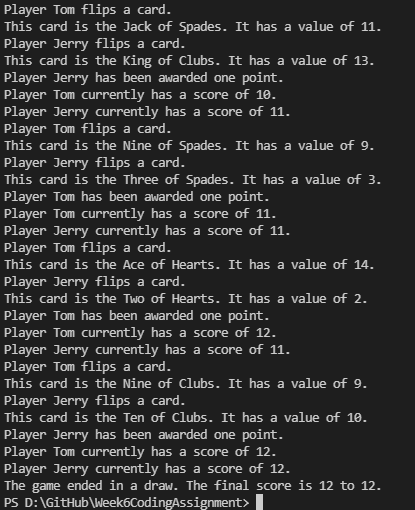 Player Tom flips a card.
This card is the Jack of Spades. It has a value of 11.
Player Jerry flips a card.
This card is the King of Clubs. It has a value of 13.
Player Jerry has been awarded one point.
Player Tom currently has a score of 10.
Player Jerry currently has a score of 11.
Player Tom flips a card.
This card is the Nine of Spades. It has a value of 9.
Player Jerry flips a card.
This card is the Three of Spades. It has a value of 3.
Player Tom has been awarded one point.
Player Tom currently has a score of 11.
Player Jerry currently has a score of 11.
Player Tom flips a card.
This card is the Ace of Hearts. It has a value of 14.
Player Jerry flips a card.
This card is the Two of Hearts. It has a value of 2.
Player Tom has been awarded one point.
Player Tom currently has a score of 12.
Player Jerry currently has a score of 11.
Player Tom flips a card.
This card is the Nine of Clubs. It has a value of 9.
Player Jerry flips a card.
This card is the Ten of Clubs. It has a value of 10.
Player Jerry has been awarded one point.
Player Tom currently has a score of 12.
Player Jerry currently has a score of 12.
The game ended in a draw. The final score is 12 to 12.
PS D:\GitHub\Week6CodingAssignment>